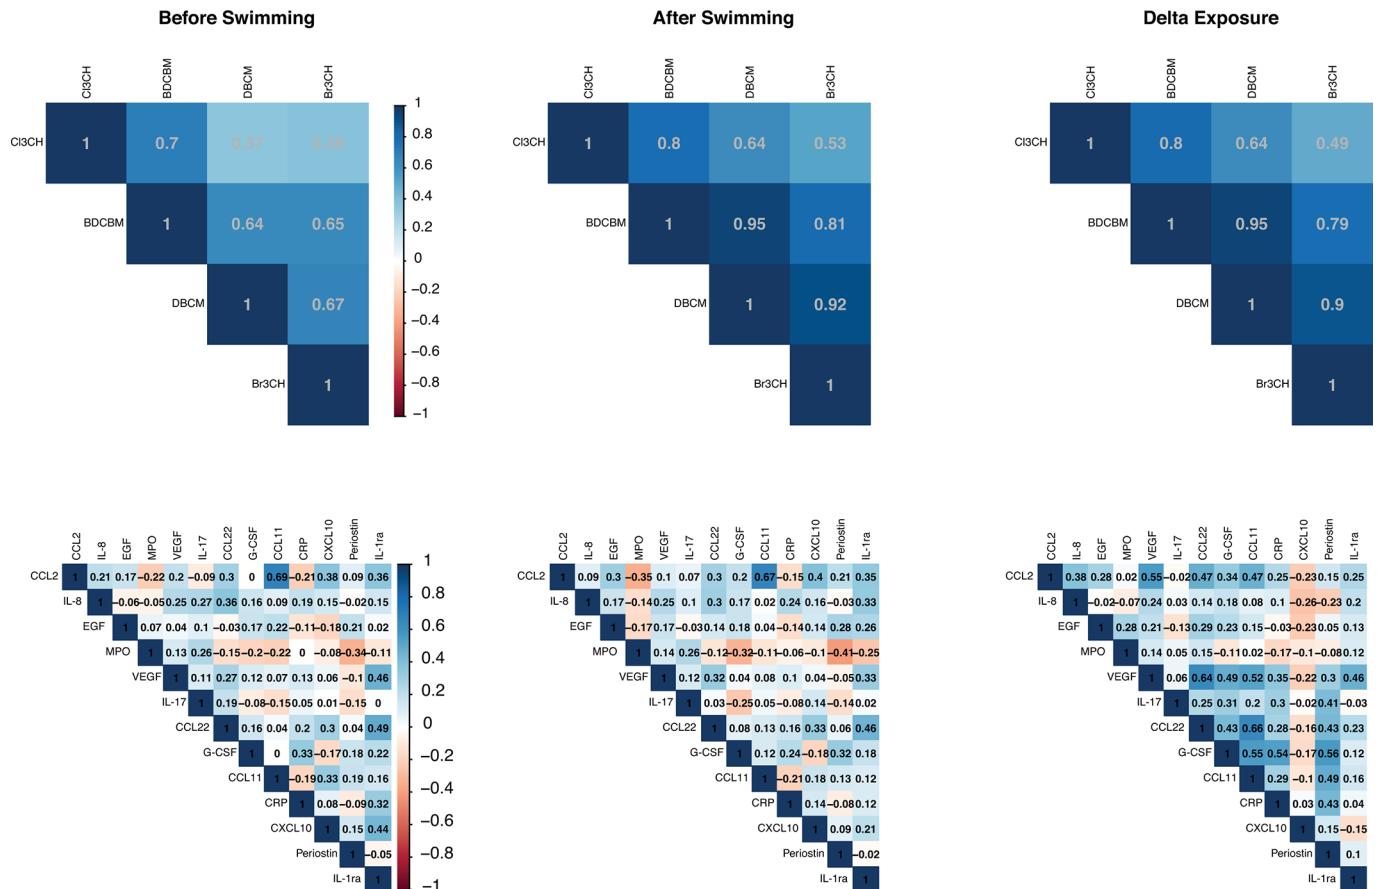 Before Swimming
After Swimming
Delta Exposure
Cl3CH BDCBM DBCM Br3CH
Cl3CH 1 0.7 0.37
BDCBM 1 0.64 0.65
DBCM 1 0.67
Br3CH 1
1
0.8
0.6
0.4
0.2
0
−0.2
−0.4
−0.6
−0.8
−1
Cl3CH BDCBM DBCM Br3CH
Cl3CH 1 0.8 0.64 0.53
BDCBM 1 0.95 0.81
DBCM 1 0.92
Br3CH 1
Cl3CH BDCBM DBCM Br3CH
Cl3CH 1 0.8 0.64 0.49
BDCBM 1 0.95 0.79
DBCM 1 0.9
Br3CH 1
CCL2 IL-8 EGF MPO VEGF IL-17 CCL22 G-CSF CCL11 CRP CXCL10 Periostin IL-1ra
CCL2 1 0.21 0.17 −0.22 0.2 −0.09 0.3 0 0.69 −0.21 0.38 0.09 0.36
IL-8 1 −0.06 −0.05 0.25 0.27 0.36 0.16 0.09 0.19 0.15 −0.02 0.15
EGF 1 0.07 0.04 0.1 −0.03 0.17 0.22 −0.11 −0.18 0.21 0.02
MPO 1 0.13 0.26 −0.15 −0.2 −0.22 0 −0.08 −0.34 −0.11
VEGF 1 0.11 0.27 0.12 0.07 0.13 0.06 −0.1 0.46
IL-17 1 0.19 −0.08 −0.15 0.05 0.01 −0.15 0
CCL22 1 0.16 0.04 0.2 0.3 0.04 0.49
G-CSF 1 0 0.33 −0.17 0.18 0.22
CCL11 1 −0.19 0.33 0.19 0.16
CRP 1 0.08 −0.09 0.32
CXCL10 1 0.15 0.44
Periostin 1 −0.05
IL-1ra 1
1
0.8
0.6
0.4
0.2
0
−0.2
−0.4
−0.6
−0.8
−1
CCL2 IL-8 EGF MPO VEGF IL-17 CCL22 G-CSF CCL11 CRP CXCL10 Periostin IL-1ra
CCL2 1 0.09 0.3 −0.35 0.1 0.07 0.3 0.2 0.67 −0.15 0.4 0.21 0.35
IL-8 1 0.17 −0.14 0.25 0.1 0.3 0.17 0.02 0.24 0.16 −0.03 0.33
EGF 1 −0.17 0.17 −0.03 0.14 0.18 0.04 −0.14 0.14 0.28 0.26
MPO 1 0.14 0.26 −0.12 −0.32 −0.11 −0.06 −0.1 −0.41 −0.25
VEGF 1 0.12 0.32 0.04 0.08 0.1 0.04 −0.05 0.33
IL-17 1 0.03 −0.25 0.05 −0.08 0.14 −0.14 0.02
CCL22 1 0.08 0.13 0.16 0.33 0.06 0.46
G-CSF 1 0.12 0.24 −0.18 0.32 0.18
CCL11 1 −0.21 0.18 0.13 0.12
CRP 1 0.14 −0.08 0.12
CXCL10 1 0.09 0.21
Periostin 1 −0.02
IL-1ra 1
CCL2 IL-8 EGF MPO VEGF IL-17 CCL22 G-CSF CCL11 CRP CXCL10 Periostin IL-1ra
CCL2 1 0.38 0.28 0.02 0.55 −0.02 0.47 0.34 0.47 0.25 −0.23 0.15 0.25
IL-8 1 −0.02 −0.07 0.24 0.03 0.14 0.18 0.08 0.1 −0.26 −0.23 0.2
EGF 1 0.28 0.21 −0.13 0.29 0.23 0.15 −0.03 −0.23 0.05 0.13
MPO 1 0.14 0.05 0.15 −0.11 0.02 −0.17 −0.1 −0.08 0.12
VEGF 1 0.06 0.64 0.49 0.52 0.35 −0.22 0.3 0.46
IL-17 1 0.25 0.31 0.2 0.3 −0.02 0.41 −0.03
CCL22 1 0.43 0.66 0.28 −0.16 0.43 0.23
G-CSF 1 0.55 0.54 −0.17 0.56 0.12
CCL11 1 0.29 −0.1 0.49 0.16
CRP 1 0.03 0.43 0.04
CXCL10 1 0.15 −0.15
Periostin 1 0.1
IL-1ra 1